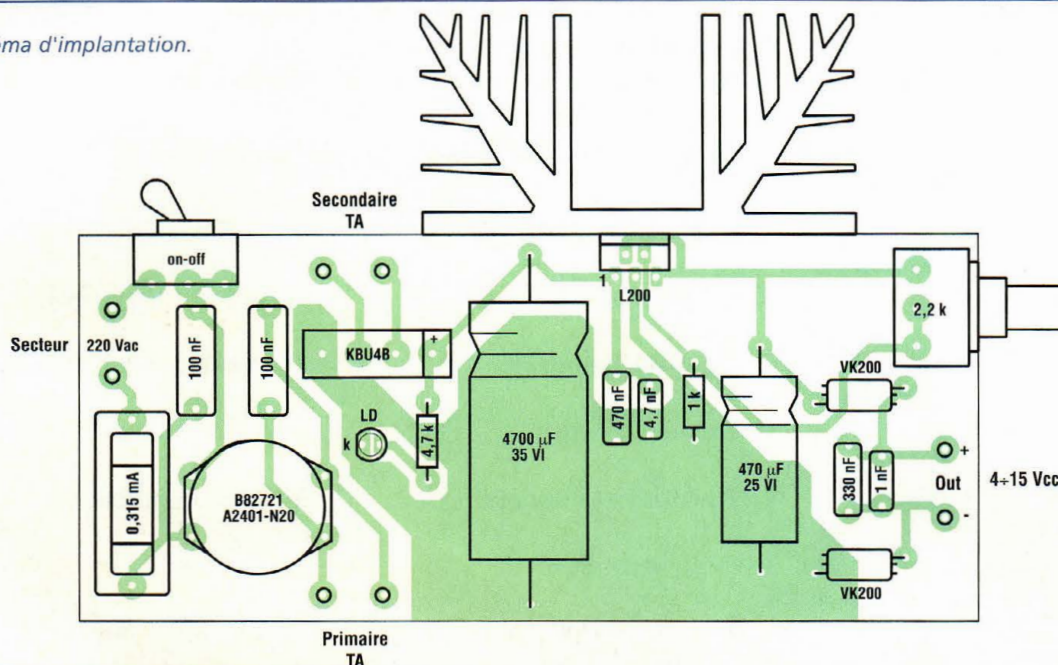 ma d'implantation.
Secondaire
TA
on-off
1
L200
2,2 k
Secteur
220 Vac
100 nF
100 nF
KBU4B
+
VK200
LD
k
4,7 k
470 nF
4,7 nF
1 k
4700 µF
35 Vl
470 µF
25 Vl
0,315 mA
B82721
A2401-N20
330 nF
1 nF
+
Out
-
4÷15 Vcc
VK200
Primaire
TA